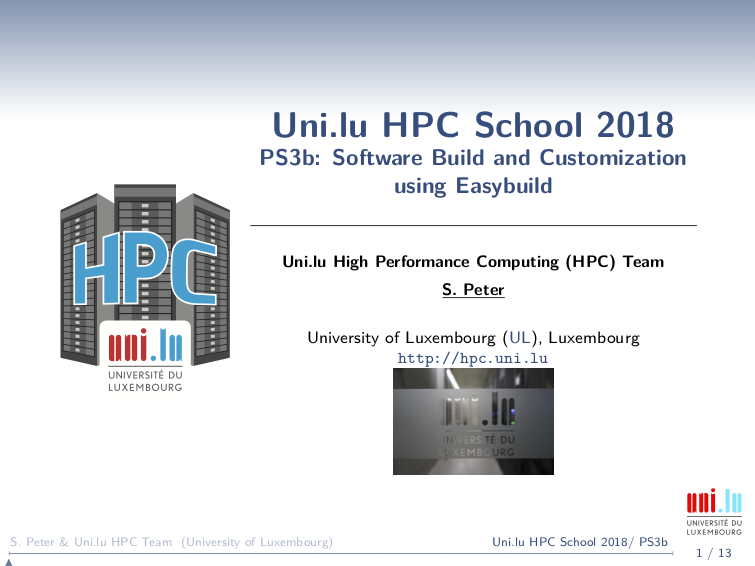 Uni.lu HPC School 2018
PS3b: Software Build and Customization
using Easybuild
HPC
uni.lu
UNIVERSITÉ DU
LUXEMBOURG
Uni.lu High Performance Computing (HPC) Team
S. Peter
University of Luxembourg (UL), Luxembourg
http://hpc.uni.lu
uni.lu
UNIVERSITÉ DU
LUXEMBOURG
uni.lu
UNIVERSITÉ DU
LUXEMBOURG
S. Peter & Uni.lu HPC Team (University of Luxembourg)
Uni.lu HPC School 2018/ PS3b
1 / 13